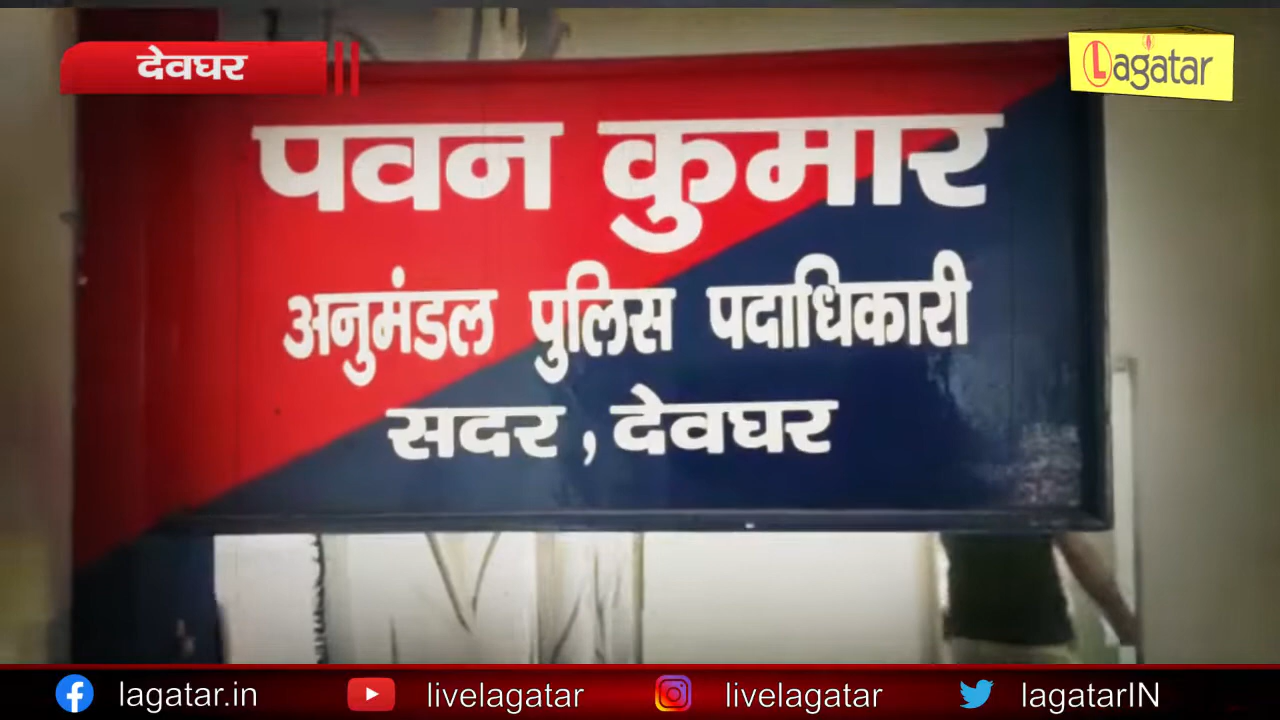 देवघर
Lagatar
पवन कुमार
अनुमंडल पुलिस पदाधिकारी
सदर , देवघर
lagatar.in livelagatar livelagatar lagatarIN